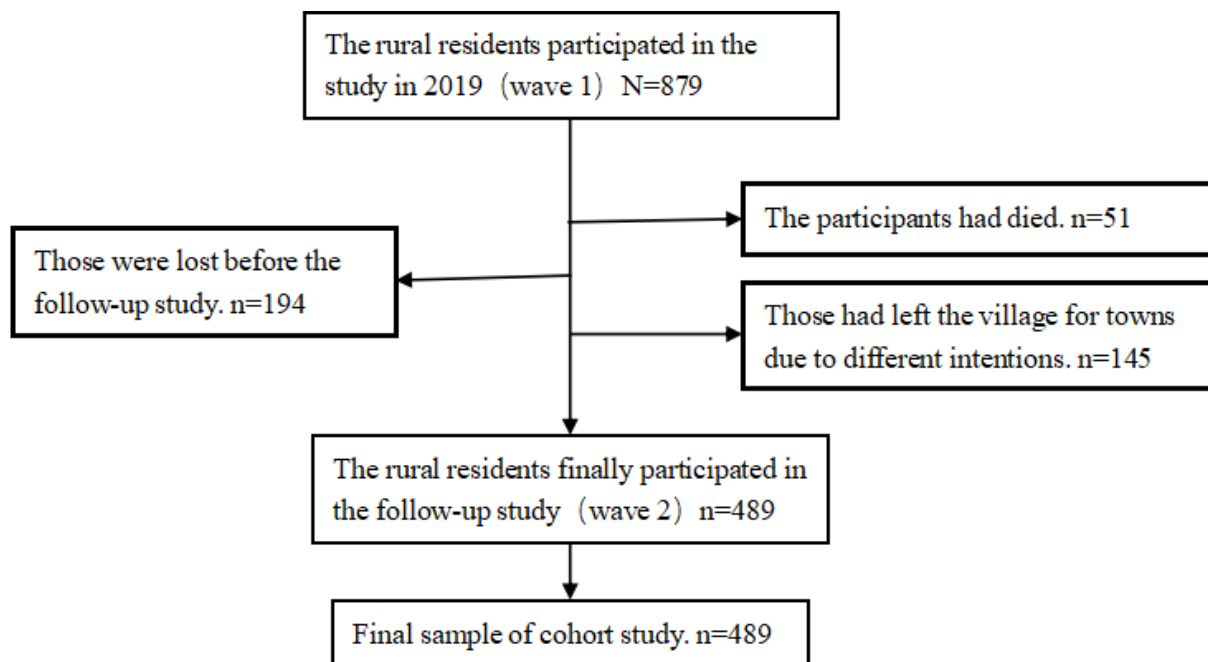 The rural residents participated in the
study in 2019（wave 1）N=879
The participants had died. n=51
Those were lost before the
follow-up study. n=194
Those had left the village for towns
due to different intentions. n=145
The rural residents finally participated in
the follow-up study（wave 2）n=489
Final sample of cohort study. n=489